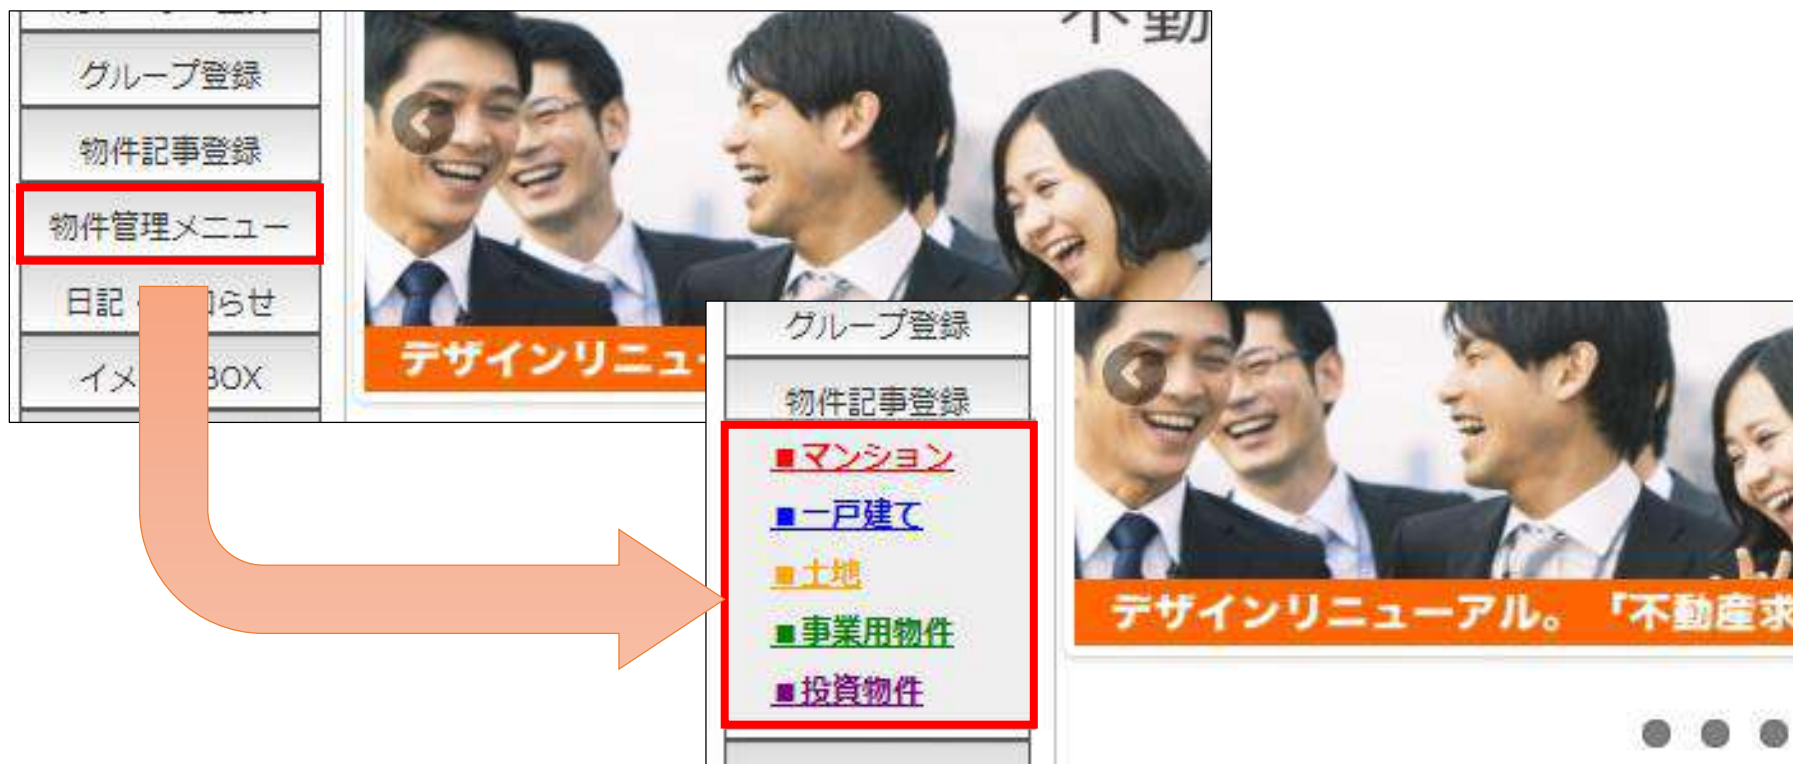 グループ登録
物件記事登録
物件管理メニュー
日記
らせ
イメ
BOX
不動
デザインリニュ
グループ登録
物件記事登録
■マンション
■一戸建て
■土地
■事業用物件
■投資物件
デザインリニューアル。「不動産求